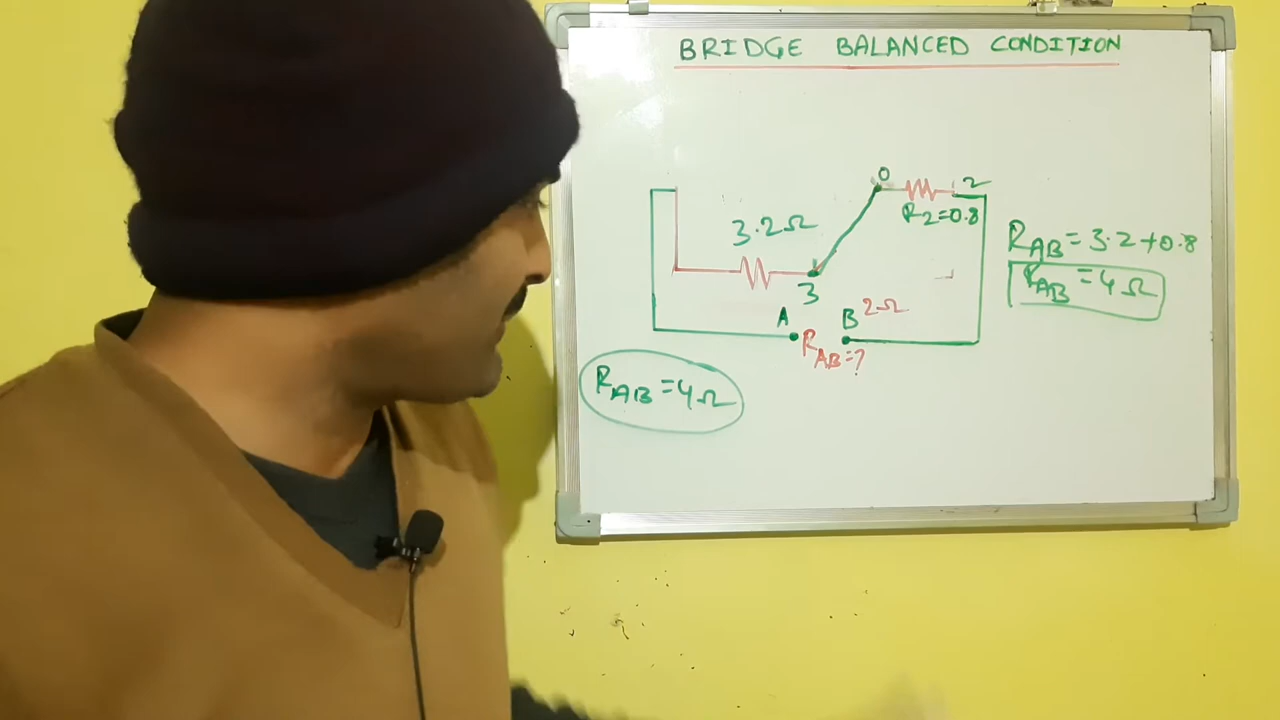 BRIDGE BALANCED CONDITION
0
2
3.2Ω
R2=0.8
3
RAB=3.2+0.8
RAB=4Ω
A
B
2Ω
RAB=?
RAB=4Ω